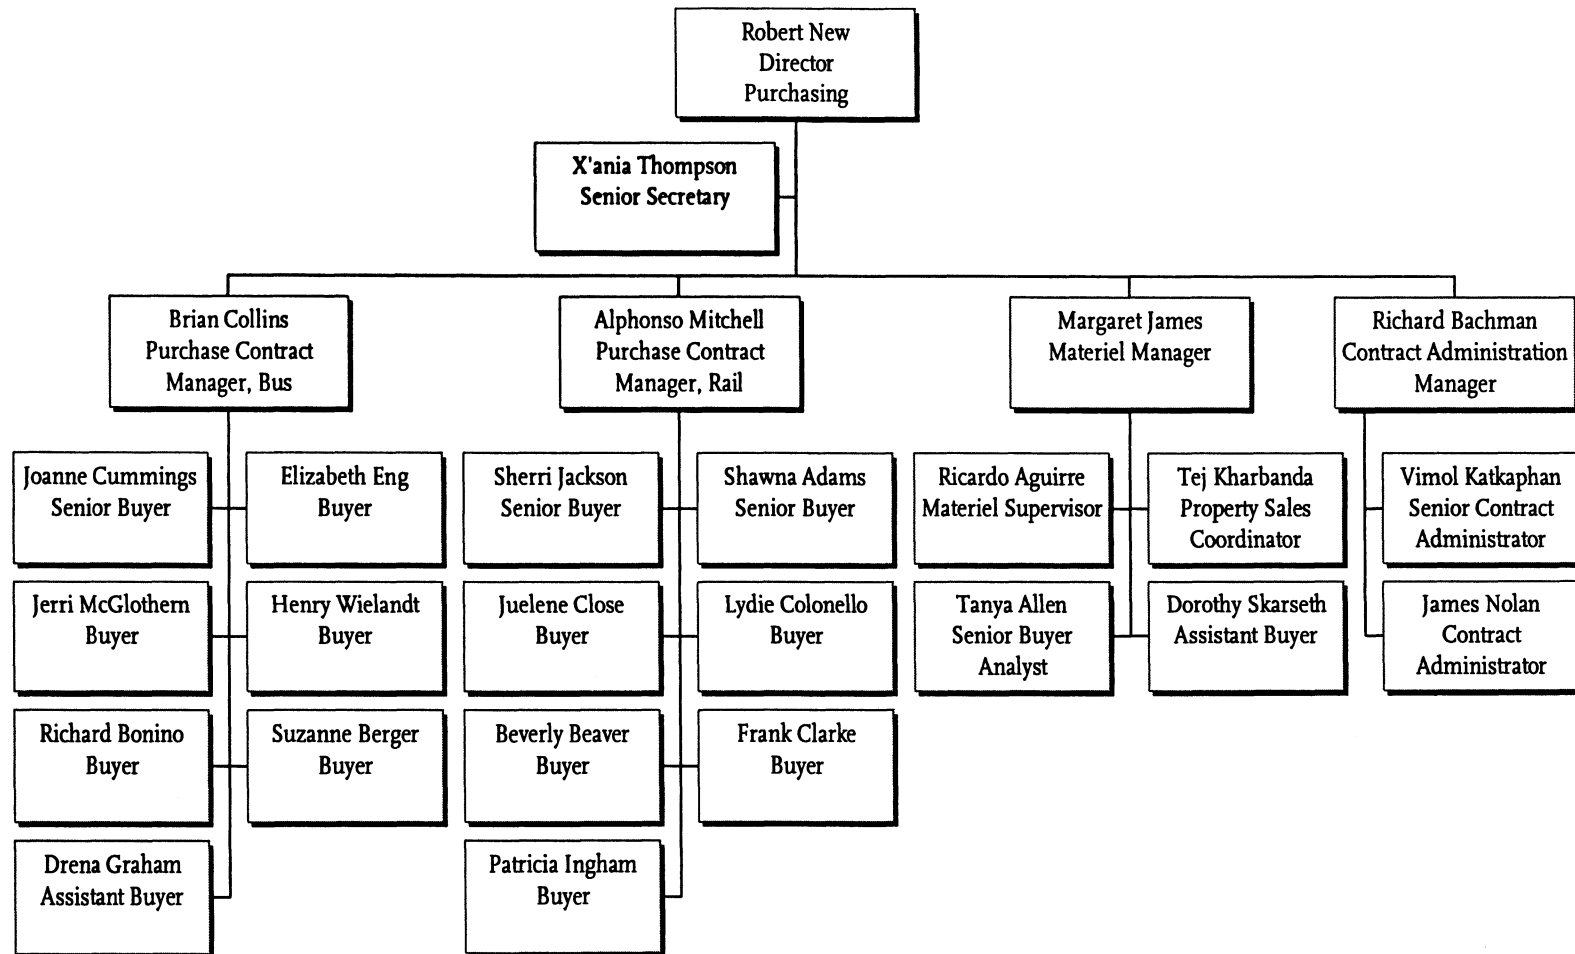 Robert New
Director
Purchasing
X'ania Thompson
Senior Secretary
Brian Collins
Purchase Contract
Manager, Bus
Alphonso Mitchell
Purchase Contract
Manager, Rail
Margaret James
Materiel Manager
Richard Bachman
Contract Administration
Manager
Joanne Cummings
Senior Buyer
Elizabeth Eng
Buyer
Sherri Jackson
Senior Buyer
Shawna Adams
Senior Buyer
Ricardo Aguirre
Materiel Supervisor
Tej Kharbanda
Property Sales
Coordinator
Vimol Katkaphan
Senior Contract
Administrator
Jerri McGlothern
Buyer
Henry Wielandt
Buyer
Juelene Close
Buyer
Lydie Colonello
Buyer
Tanya Allen
Senior Buyer
Analyst
Dorothy Skarseth
Assistant Buyer
James Nolan
Contract
Administrator
Richard Bonino
Buyer
Suzanne Berger
Buyer
Beverly Beaver
Buyer
Frank Clarke
Buyer
Drena Graham
Assistant Buyer
Patricia Ingham
Buyer